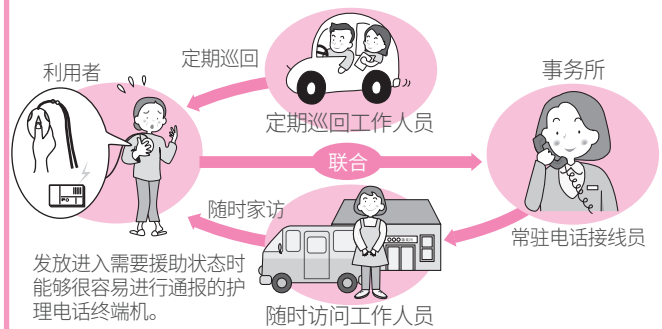 定期巡回
利用者
事务所
定期巡回工作人员
联合
随时家访
常驻电话接线员
发放进入需要援助状态时
能够很容易进行通报的护
理电话终端机。
随时访问工作人员